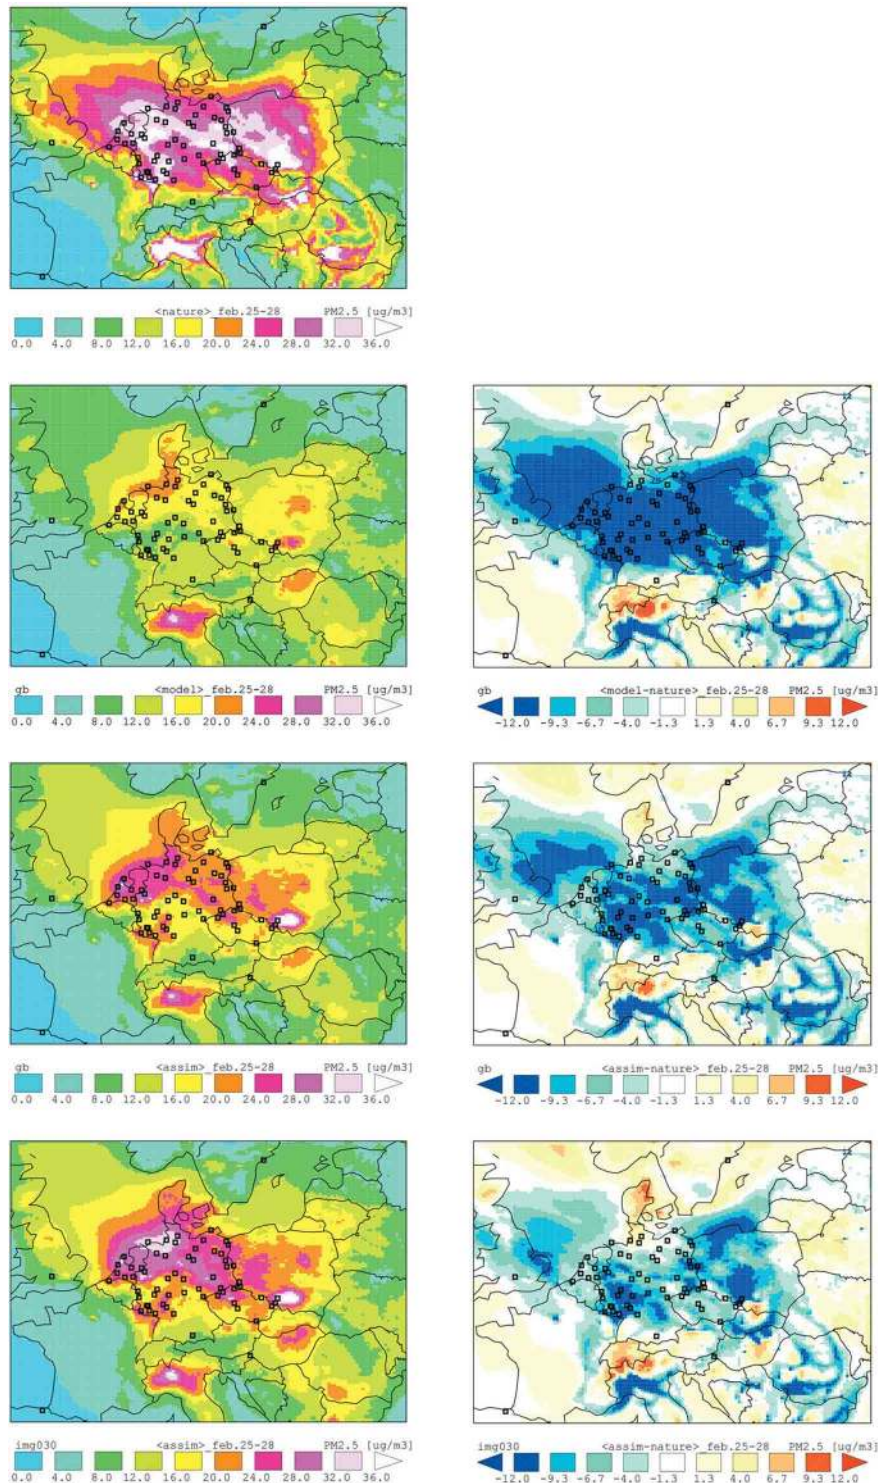 <nature> feb.25-28 PM2.5 [ug/m3]
0.0 4.0 8.0 12.0 16.0 20.0 24.0 28.0 32.0 36.0
gb <model> feb.25-28 PM2.5 [ug/m3]
0.0 4.0 8.0 12.0 16.0 20.0 24.0 28.0 32.0 36.0
gb <model-nature> feb.25-28 PM2.5 [ug/m3]
-12.0 -9.3 -6.7 -4.0 -1.3 1.3 4.0 6.7 9.3 12.0
gb <assim> feb.25-28 PM2.5 [ug/m3]
0.0 4.0 8.0 12.0 16.0 20.0 24.0 28.0 32.0 36.0
gb <assim-nature> feb.25-28 PM2.5 [ug/m3]
-12.0 -9.3 -6.7 -4.0 -1.3 1.3 4.0 6.7 9.3 12.0
img030 <assim> feb.25-28 PM2.5 [ug/m3]
0.0 4.0 8.0 12.0 16.0 20.0 24.0 28.0 32.0 36.0
img030 <assim-nature> feb.25-28 PM2.5 [ug/m3]
-12.0 -9.3 -6.7 -4.0 -1.3 1.3 4.0 6.7 9.3 12.0